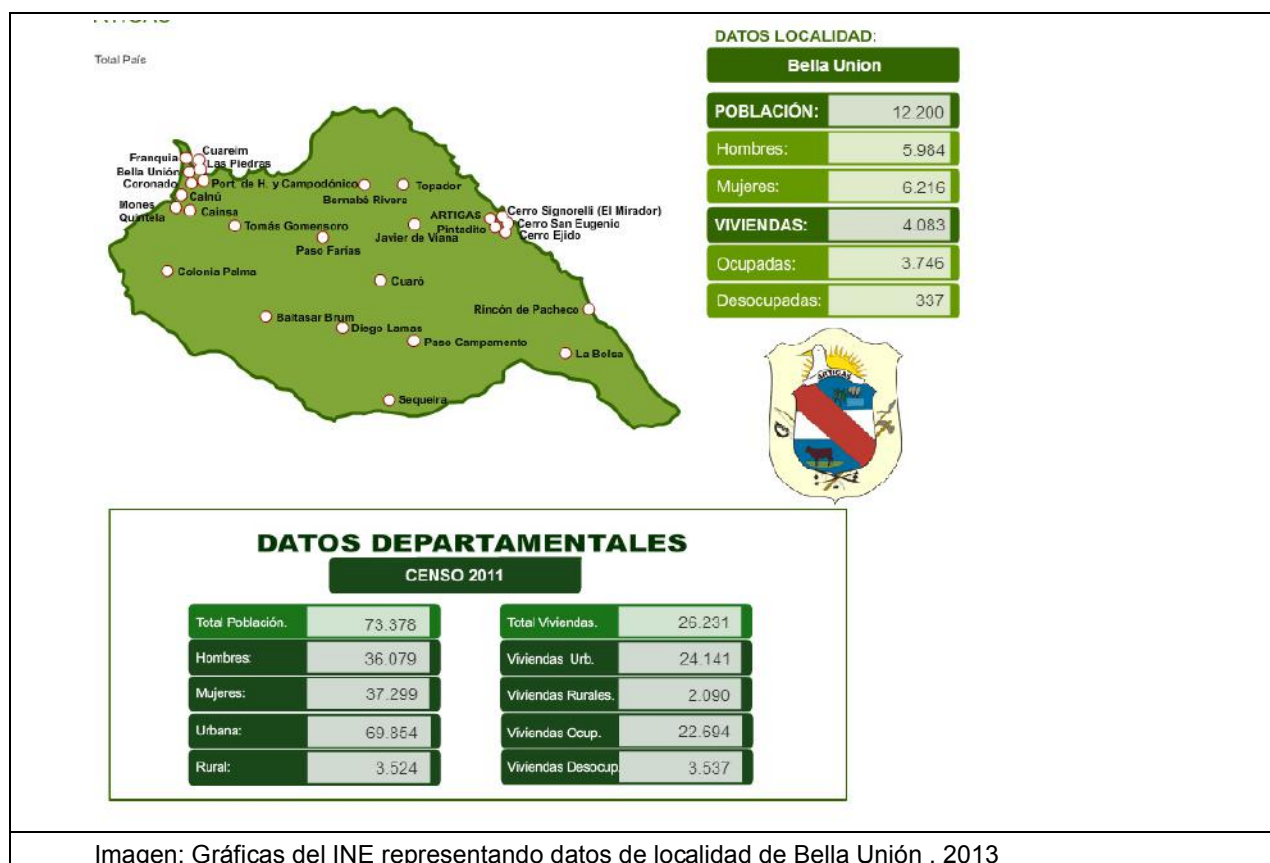 Total País
DATOS LOCALIDAD:
Bella Union
POBLACIÓN: 12.200
Hombres: 5.984
Mujeres: 6.216
VIVIENDAS: 4.083
Ocupadas: 3.746
Desocupadas: 337
Franquia
Cuareim
Las Piedras
Bella Unión
Coronado
Port. de H. y Campodónico
Calnú
Mones
Quintela
Cainsa
Bernabé Rivera
Topador
Tomás Gomensoro
Paso Farías
ARTIGAS
Pintadito
Javier de Viana
Cerro Signorelli (El Mirador)
Cerro San Eugenio
Cerro Ejido
Colonia Palma
Cuaró
Baltasar Brum
Diego Lamas
Rincón de Pacheco
Paso Campamento
La Bolsa
Sequeira
ARTIGAS
DATOS DEPARTAMENTALES
CENSO 2011
Total Población. 73.378
Hombres: 36.079
Mujeres: 37.299
Urbana: 69.854
Rural: 3.524
Total Viviendas. 26.231
Viviendas Urb. 24.141
Viviendas Rurales. 2.090
Viviendas Ocup. 22.694
Viviendas Desocup. 3.537
Imagen: Gráficas del INE representando datos de localidad de Bella Unión . 2013